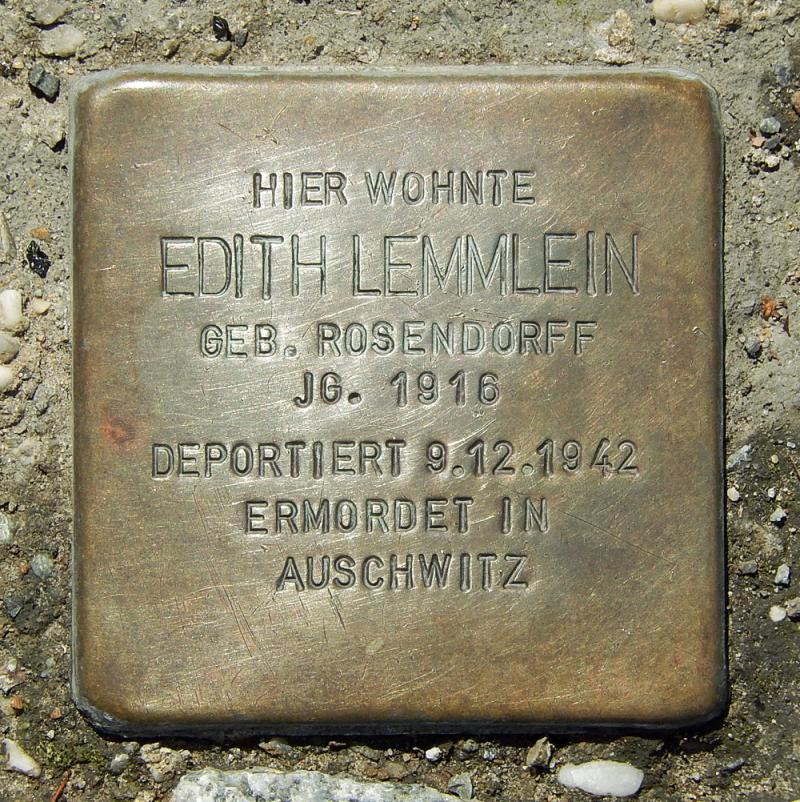 HIER WOHNTE
EDITH LEMMLEIN
GEB. ROSENDORFF
JG. 1916
DEPORTIERT 9.12.1942
ERMORDET IN
AUSCHWITZ